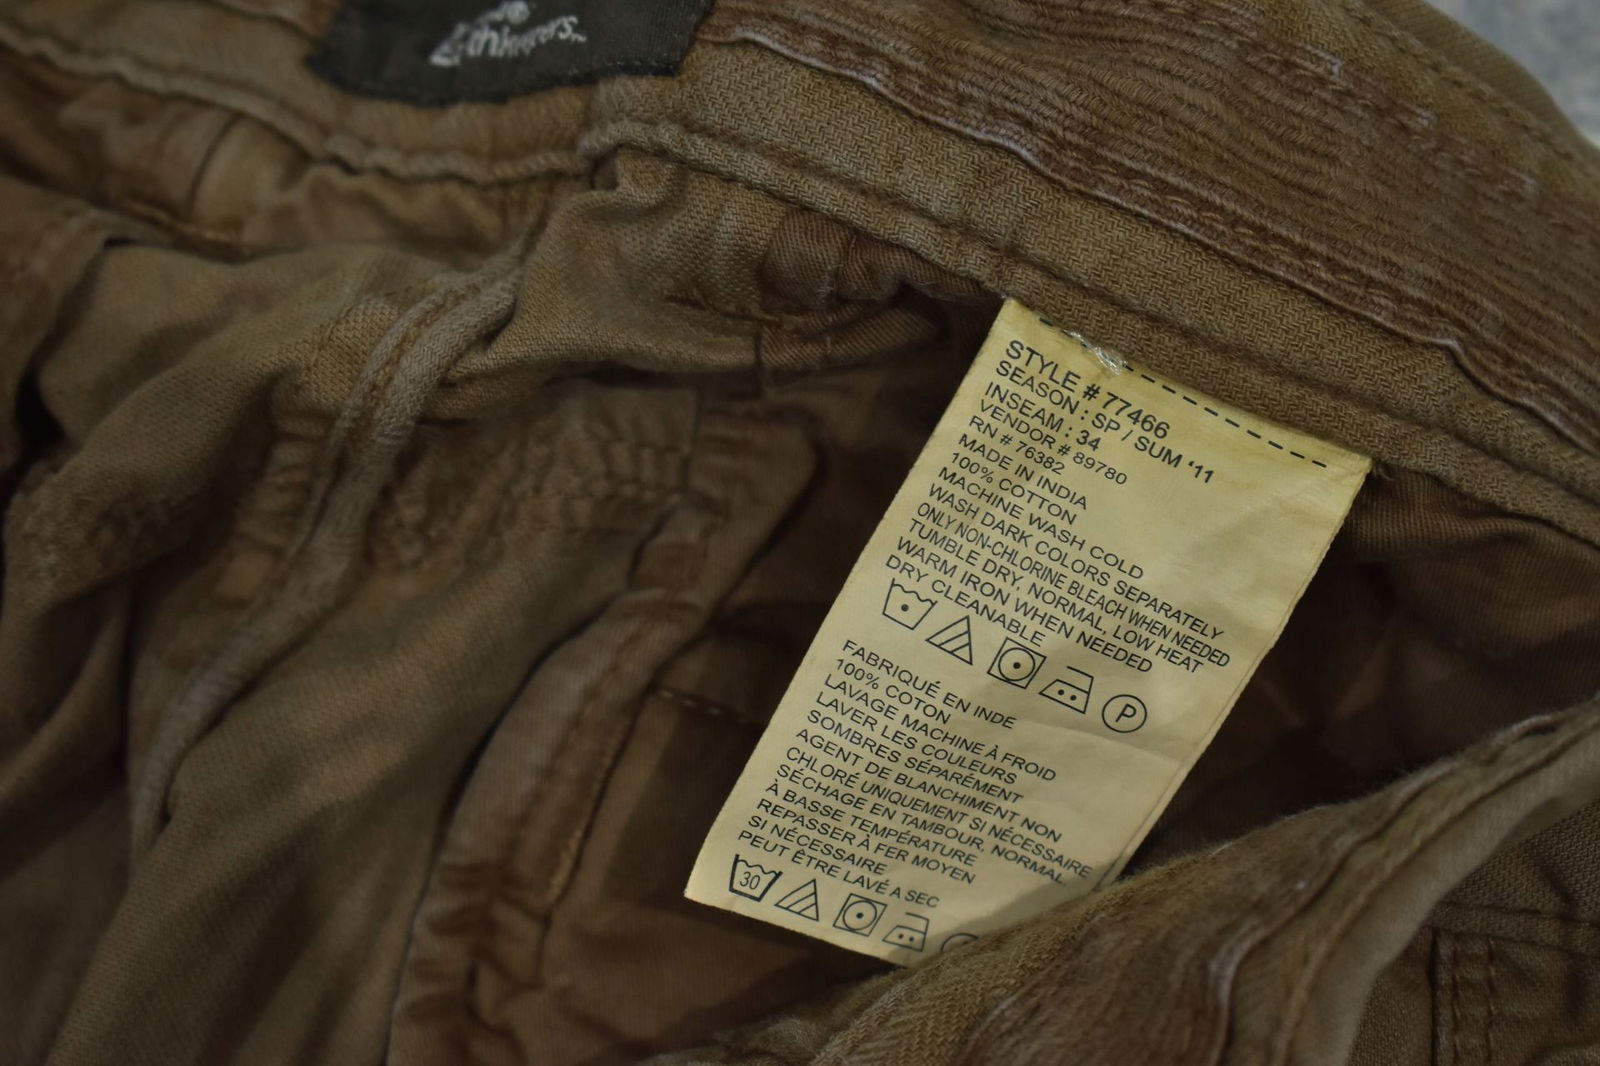 STYLE # 77466
SEASON : SP / SUM '11
INSEAM : 34
VENDOR # 89780
RN # 76382
MADE IN INDIA
100% COTTON
MACHINE WASH COLD
WASH DARK COLORS SEPARATELY
ONLY NON-CHLORINE BLEACH WHEN NEEDED
TUMBLE DRY, NORMAL, LOW HEAT
WARM IRON WHEN NEEDED
DRY CLEANABLE
P
FABRIQUÉ EN INDE
100% COTON
LAVAGE MACHINE À FROID
LAVER LES COULEURS
SOMBRES SÉPARÉMENT
AGENT DE BLANCHIMENT NON
CHLORÉ UNIQUEMENT SI NÉCESSAIRE
SÉCHAGE EN TAMBOUR, NORMAL,
À BASSE TEMPÉRATURE
REPASSER À FER MOYEN
SI NÉCESSAIRE
PEUT ÊTRE LAVÉ A SEC
30